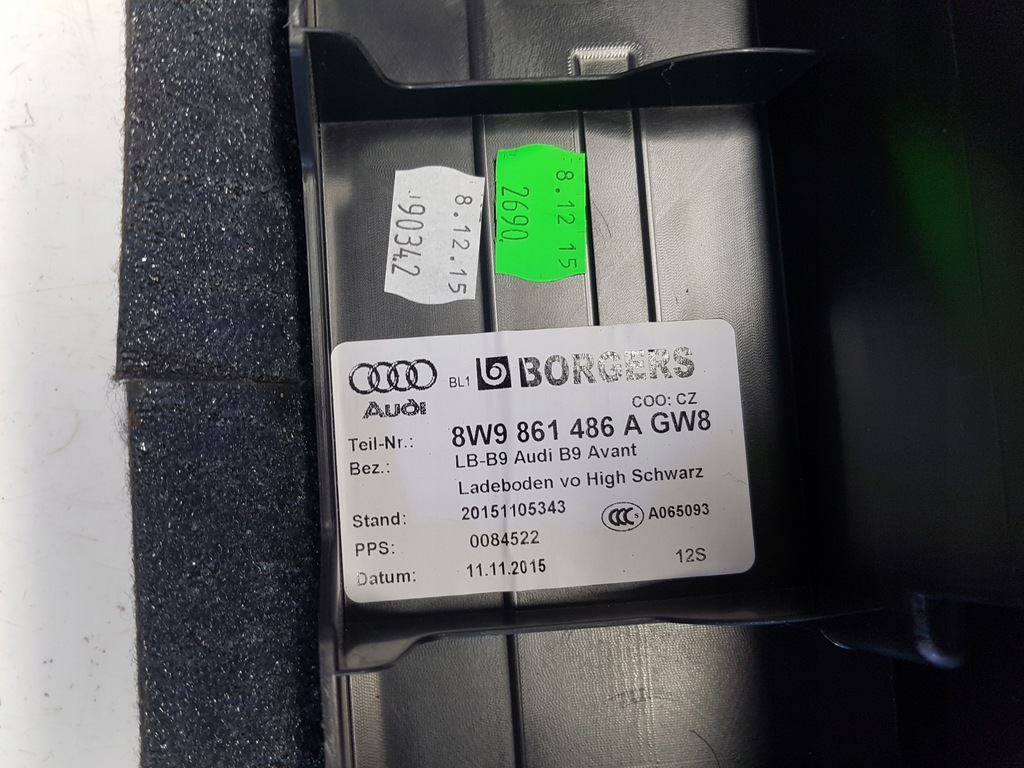 8.12.15
90342
8.12 15
2690
Audi
BL1 BORGERS
COO: CZ
Teil-Nr.: 8W9 861 486 A GW8
Bez.: LB-B9 Audi B9 Avant
Ladeboden vo High Schwarz
Stand: 20151105343
CCC S A065093
PPS: 0084522
Datum: 11.11.2015
12S